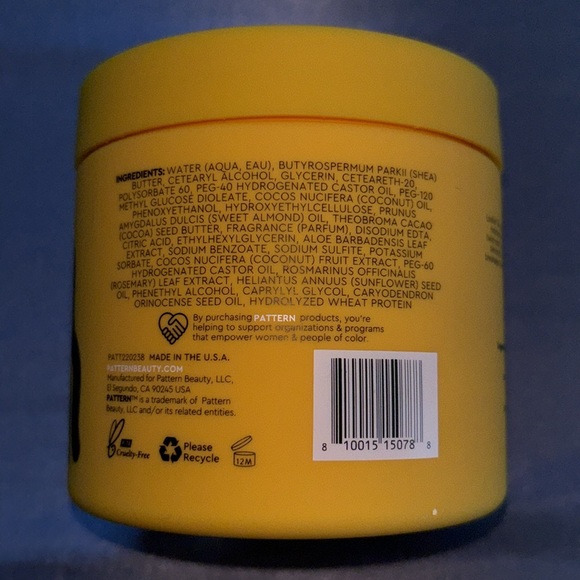 INGREDIENTS: WATER (AQUA, EAU), BUTYROSPERMUM PARKII (SHEA)
BUTTER, CETEARYL ALCOHOL, GLYCERIN, CETEARETH-20,
POLYSORBATE 60, PEG-40 HYDROGENATED CASTOR OIL, PEG-120
METHYL GLUCOSE DIOLEATE, COCOS NUCIFERA (COCONUT) OIL,
PHENOXYETHANOL, HYDROXYETHYLCELLULOSE, PRUNUS
AMYGDALUS DULCIS (SWEET ALMOND) OIL, THEOBROMA CACAO
(COCOA) SEED BUTTER, FRAGRANCE (PARFUM), DISODIUM EDTA,
CITRIC ACID, ETHYLHEXYLGLYCERIN, ALOE BARBADENSIS LEAF
EXTRACT, SODIUM BENZOATE, SODIUM SULFITE, POTASSIUM
SORBATE, COCOS NUCIFERA (COCONUT) FRUIT EXTRACT, PEG-60
HYDROGENATED CASTOR OIL, ROSMARINUS OFFICINALIS
(ROSEMARY) LEAF EXTRACT, HELIANTHUS ANNUUS (SUNFLOWER) SEED
OIL, PHENETHYL ALCOHOL, CAPRYLYL GLYCOL, CARYODENDRON
ORINOCENSE SEED OIL, HYDROLYZED WHEAT PROTEIN
By purchasing PATTERN products, you're
helping to support organizations & programs
that empower women & people of color.
PATT220238 MADE IN THE U.S.A.
PATTERNBEAUTY.COM
Manufactured for Pattern Beauty, LLC,
El Segundo, CA 90245 USA
PATTERN™ is a trademark of Pattern
Beauty, LLC and/or its related entities.
Cruelty-Free
Please
Recycle
12M
8 10015 15078 8